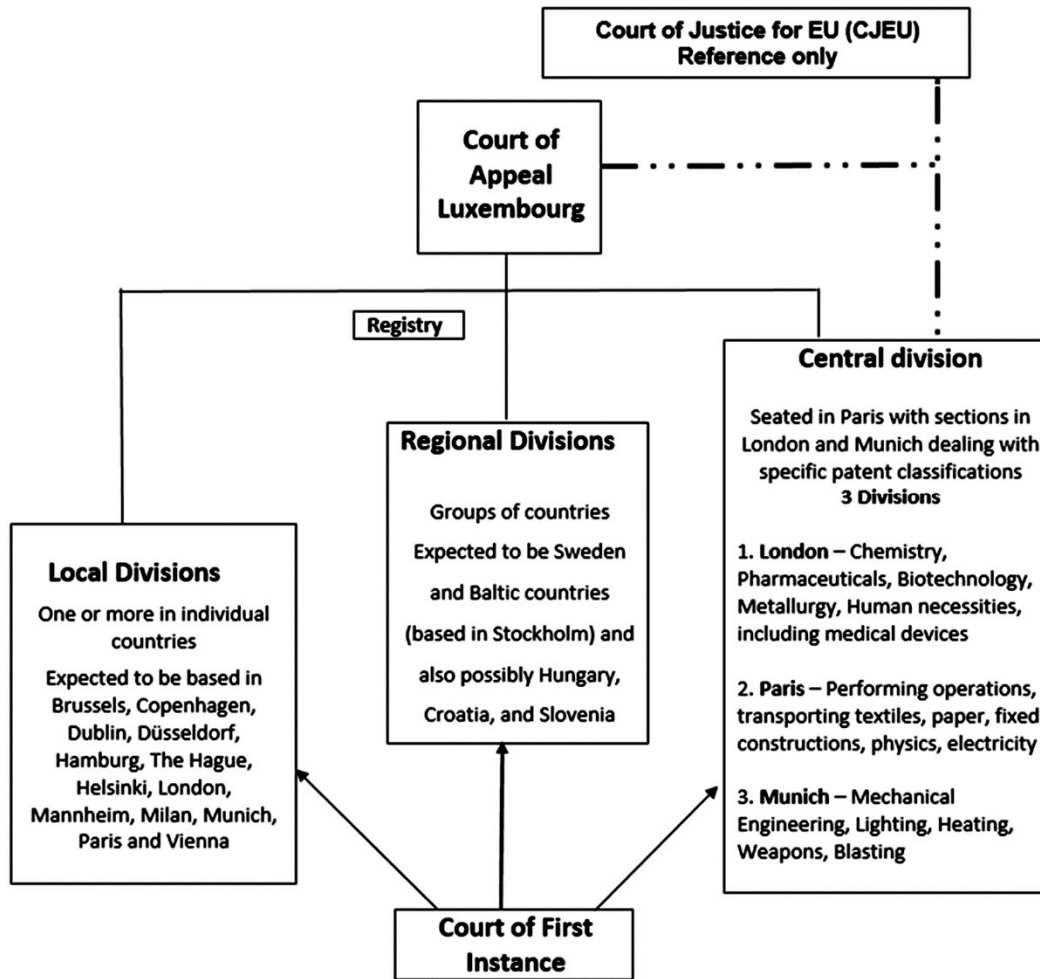 Court of Justice for EU (CJEU)
Reference only
Court of
Appeal
Luxembourg
Registry
Local Divisions
One or more in individual
countries
Expected to be based in
Brussels, Copenhagen,
Dublin, Düsseldorf,
Hamburg, The Hague,
Helsinki, London,
Mannheim, Milan, Munich,
Paris and Vienna
Regional Divisions
Groups of countries
Expected to be Sweden
and Baltic countries
(based in Stockholm) and
also possibly Hungary,
Croatia, and Slovenia
Central division
Seated in Paris with sections in
London and Munich dealing with
specific patent classifications
3 Divisions
1. London – Chemistry,
Pharmaceuticals, Biotechnology,
Metallurgy, Human necessities,
including medical devices
2. Paris – Performing operations,
transporting textiles, paper, fixed
constructions, physics, electricity
3. Munich – Mechanical
Engineering, Lighting, Heating,
Weapons, Blasting
Court of First
Instance